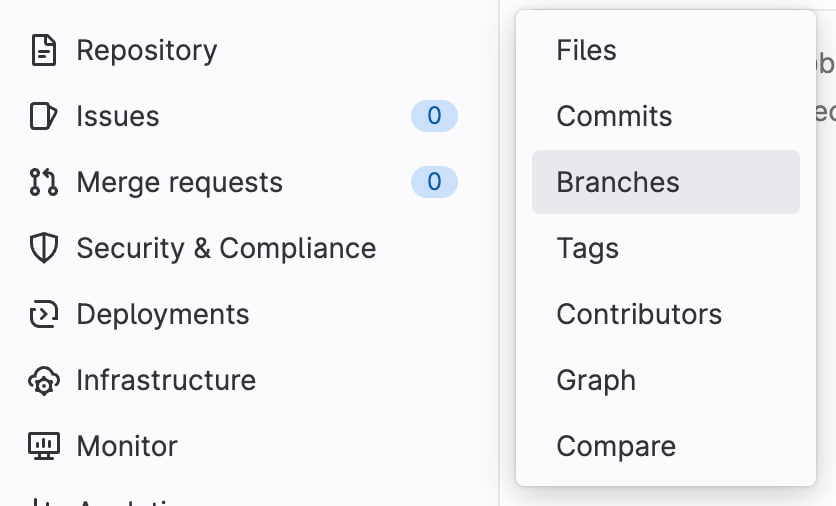 Repository
Issues 0
Merge requests 0
Security & Compliance
Deployments
Infrastructure
Monitor
Files
Commits
Branches
Tags
Contributors
Graph
Compare